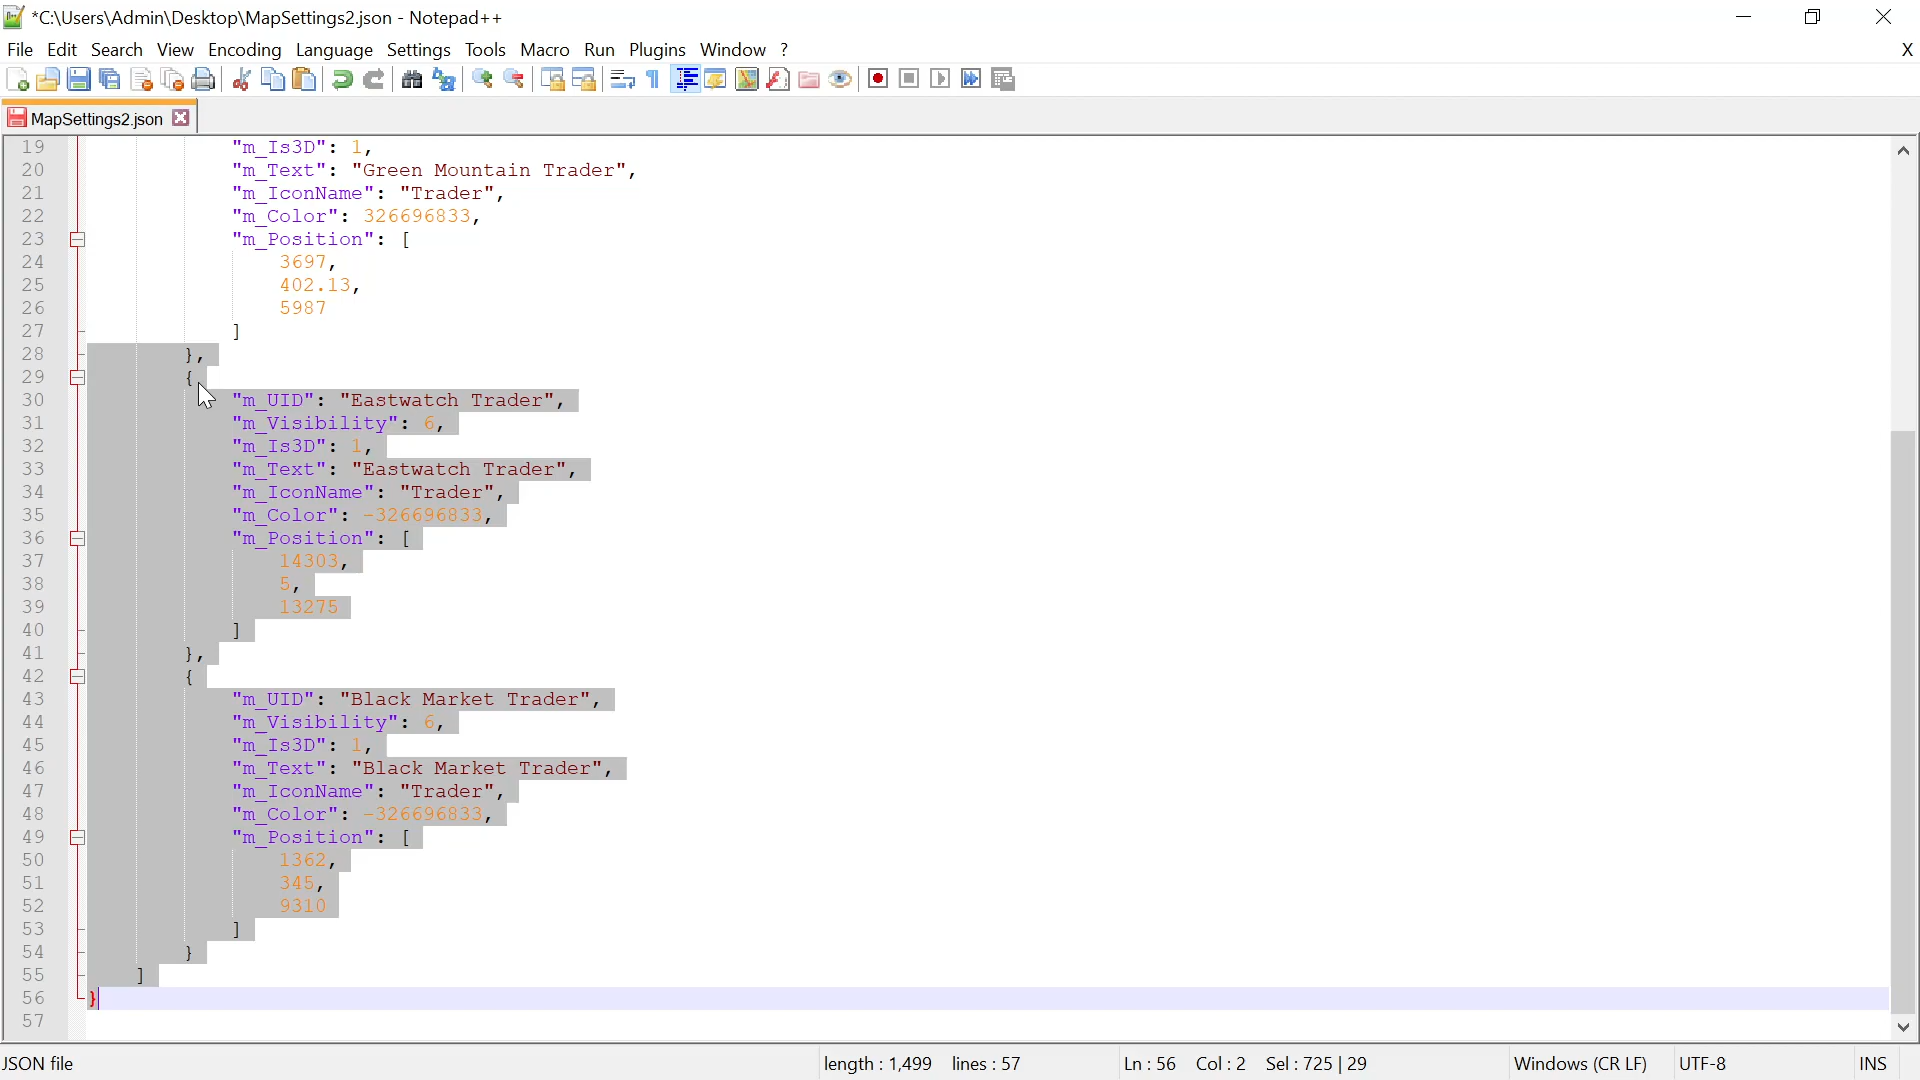 *C:\Users\Admin\Desktop\MapSettings2.json - Notepad++
File Edit Search View Encoding Language Settings Tools Macro Run Plugins Window ? X
MapSettings2.json
19 "m_Is3D": 1,
20 "m_Text": "Green Mountain Trader",
21 "m_IconName": "Trader",
22 "m_Color": 326696833,
23 "m_Position": [
24 3697,
25 402.13,
26 5987
27 ]
28 },
29 {
30 "m_UID": "Eastwatch Trader",
31 "m_Visibility": 6,
32 "m_Is3D": 1,
33 "m_Text": "Eastwatch Trader",
34 "m_IconName": "Trader",
35 "m_Color": -326696833,
36 "m_Position": [
37 14303,
38 5,
39 13275
40 ]
41 },
42 {
43 "m_UID": "Black Market Trader",
44 "m_Visibility": 6,
45 "m_Is3D": 1,
46 "m_Text": "Black Market Trader",
47 "m_IconName": "Trader",
48 "m_Color": -326696833,
49 "m_Position": [
50 1362,
51 345,
52 9310
53 ]
54 }
55 ]
56 }
57
JSON file length : 1,499 lines : 57 Ln : 56 Col : 2 Sel : 725 | 29 Windows (CR LF) UTF-8 INS